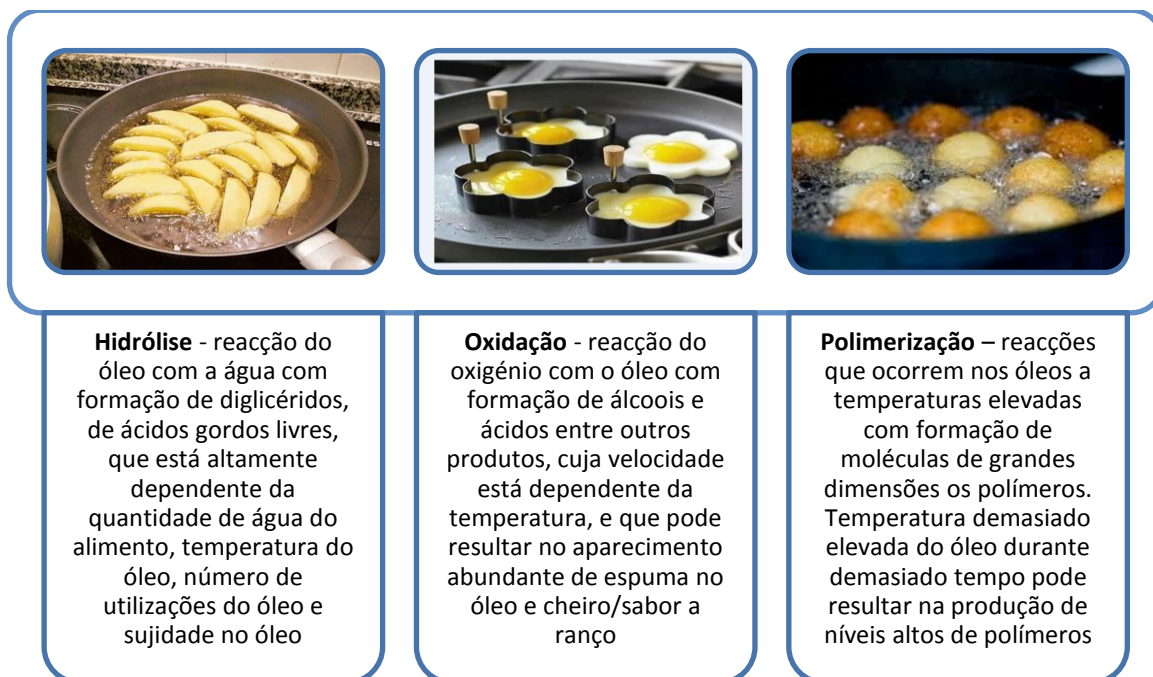 Hidrólise - reacção do
óleo com a água com
formação de diglicéridos,
de ácidos gordos livres,
que está altamente
dependente da
quantidade de água do
alimento, temperatura do
óleo, número de
utilizações do óleo e
sujidade no óleo
Oxidação - reacção do
oxigénio com o óleo com
formação de álcoois e
ácidos entre outros
produtos, cuja velocidade
está dependente da
temperatura, e que pode
resultar no aparecimento
abundante de espuma no
óleo e cheiro/sabor a
ranço
Polimerização – reacções
que ocorrem nos óleos a
temperaturas elevadas
com formação de
moléculas de grandes
dimensões os polímeros.
Temperatura demasiado
elevada do óleo durante
demasiado tempo pode
resultar na produção de
níveis altos de polímeros